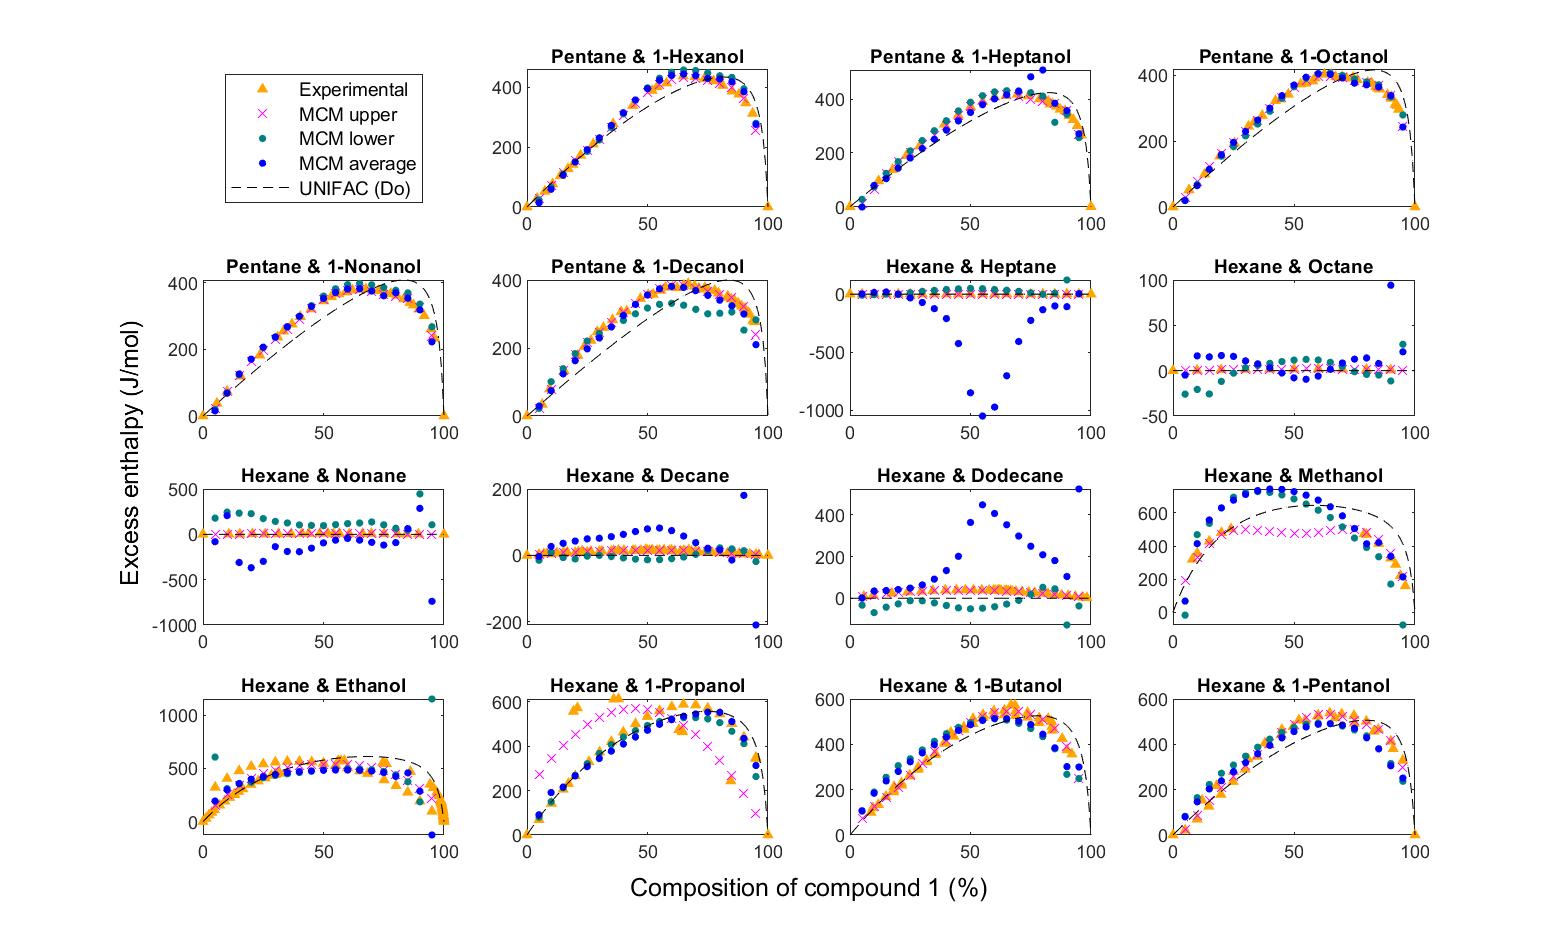 Experimental
MCM upper
MCM lower
MCM average
UNIFAC (Do)
Pentane & 1-Hexanol
400
200
0
0 50 100
Pentane & 1-Heptanol
400
200
0
0 50 100
Pentane & 1-Octanol
400
200
0
0 50 100
Pentane & 1-Nonanol
400
200
0
0 50 100
Pentane & 1-Decanol
400
200
0
0 50 100
Hexane & Heptane
0
-500
-1000
0 50 100
Hexane & Octane
100
50
0
-50
0 50 100
Hexane & Nonane
500
0
-500
-1000
0 50 100
Hexane & Decane
200
0
-200
0 50 100
Hexane & Dodecane
400
200
0
0 50 100
Hexane & Methanol
600
400
200
0
0 50 100
Hexane & Ethanol
1000
500
0
0 50 100
Hexane & 1-Propanol
600
400
200
0
0 50 100
Hexane & 1-Butanol
600
400
200
0
0 50 100
Hexane & 1-Pentanol
600
400
200
0
0 50 100
Excess enthalpy (J/mol)
Composition of compound 1 (%)